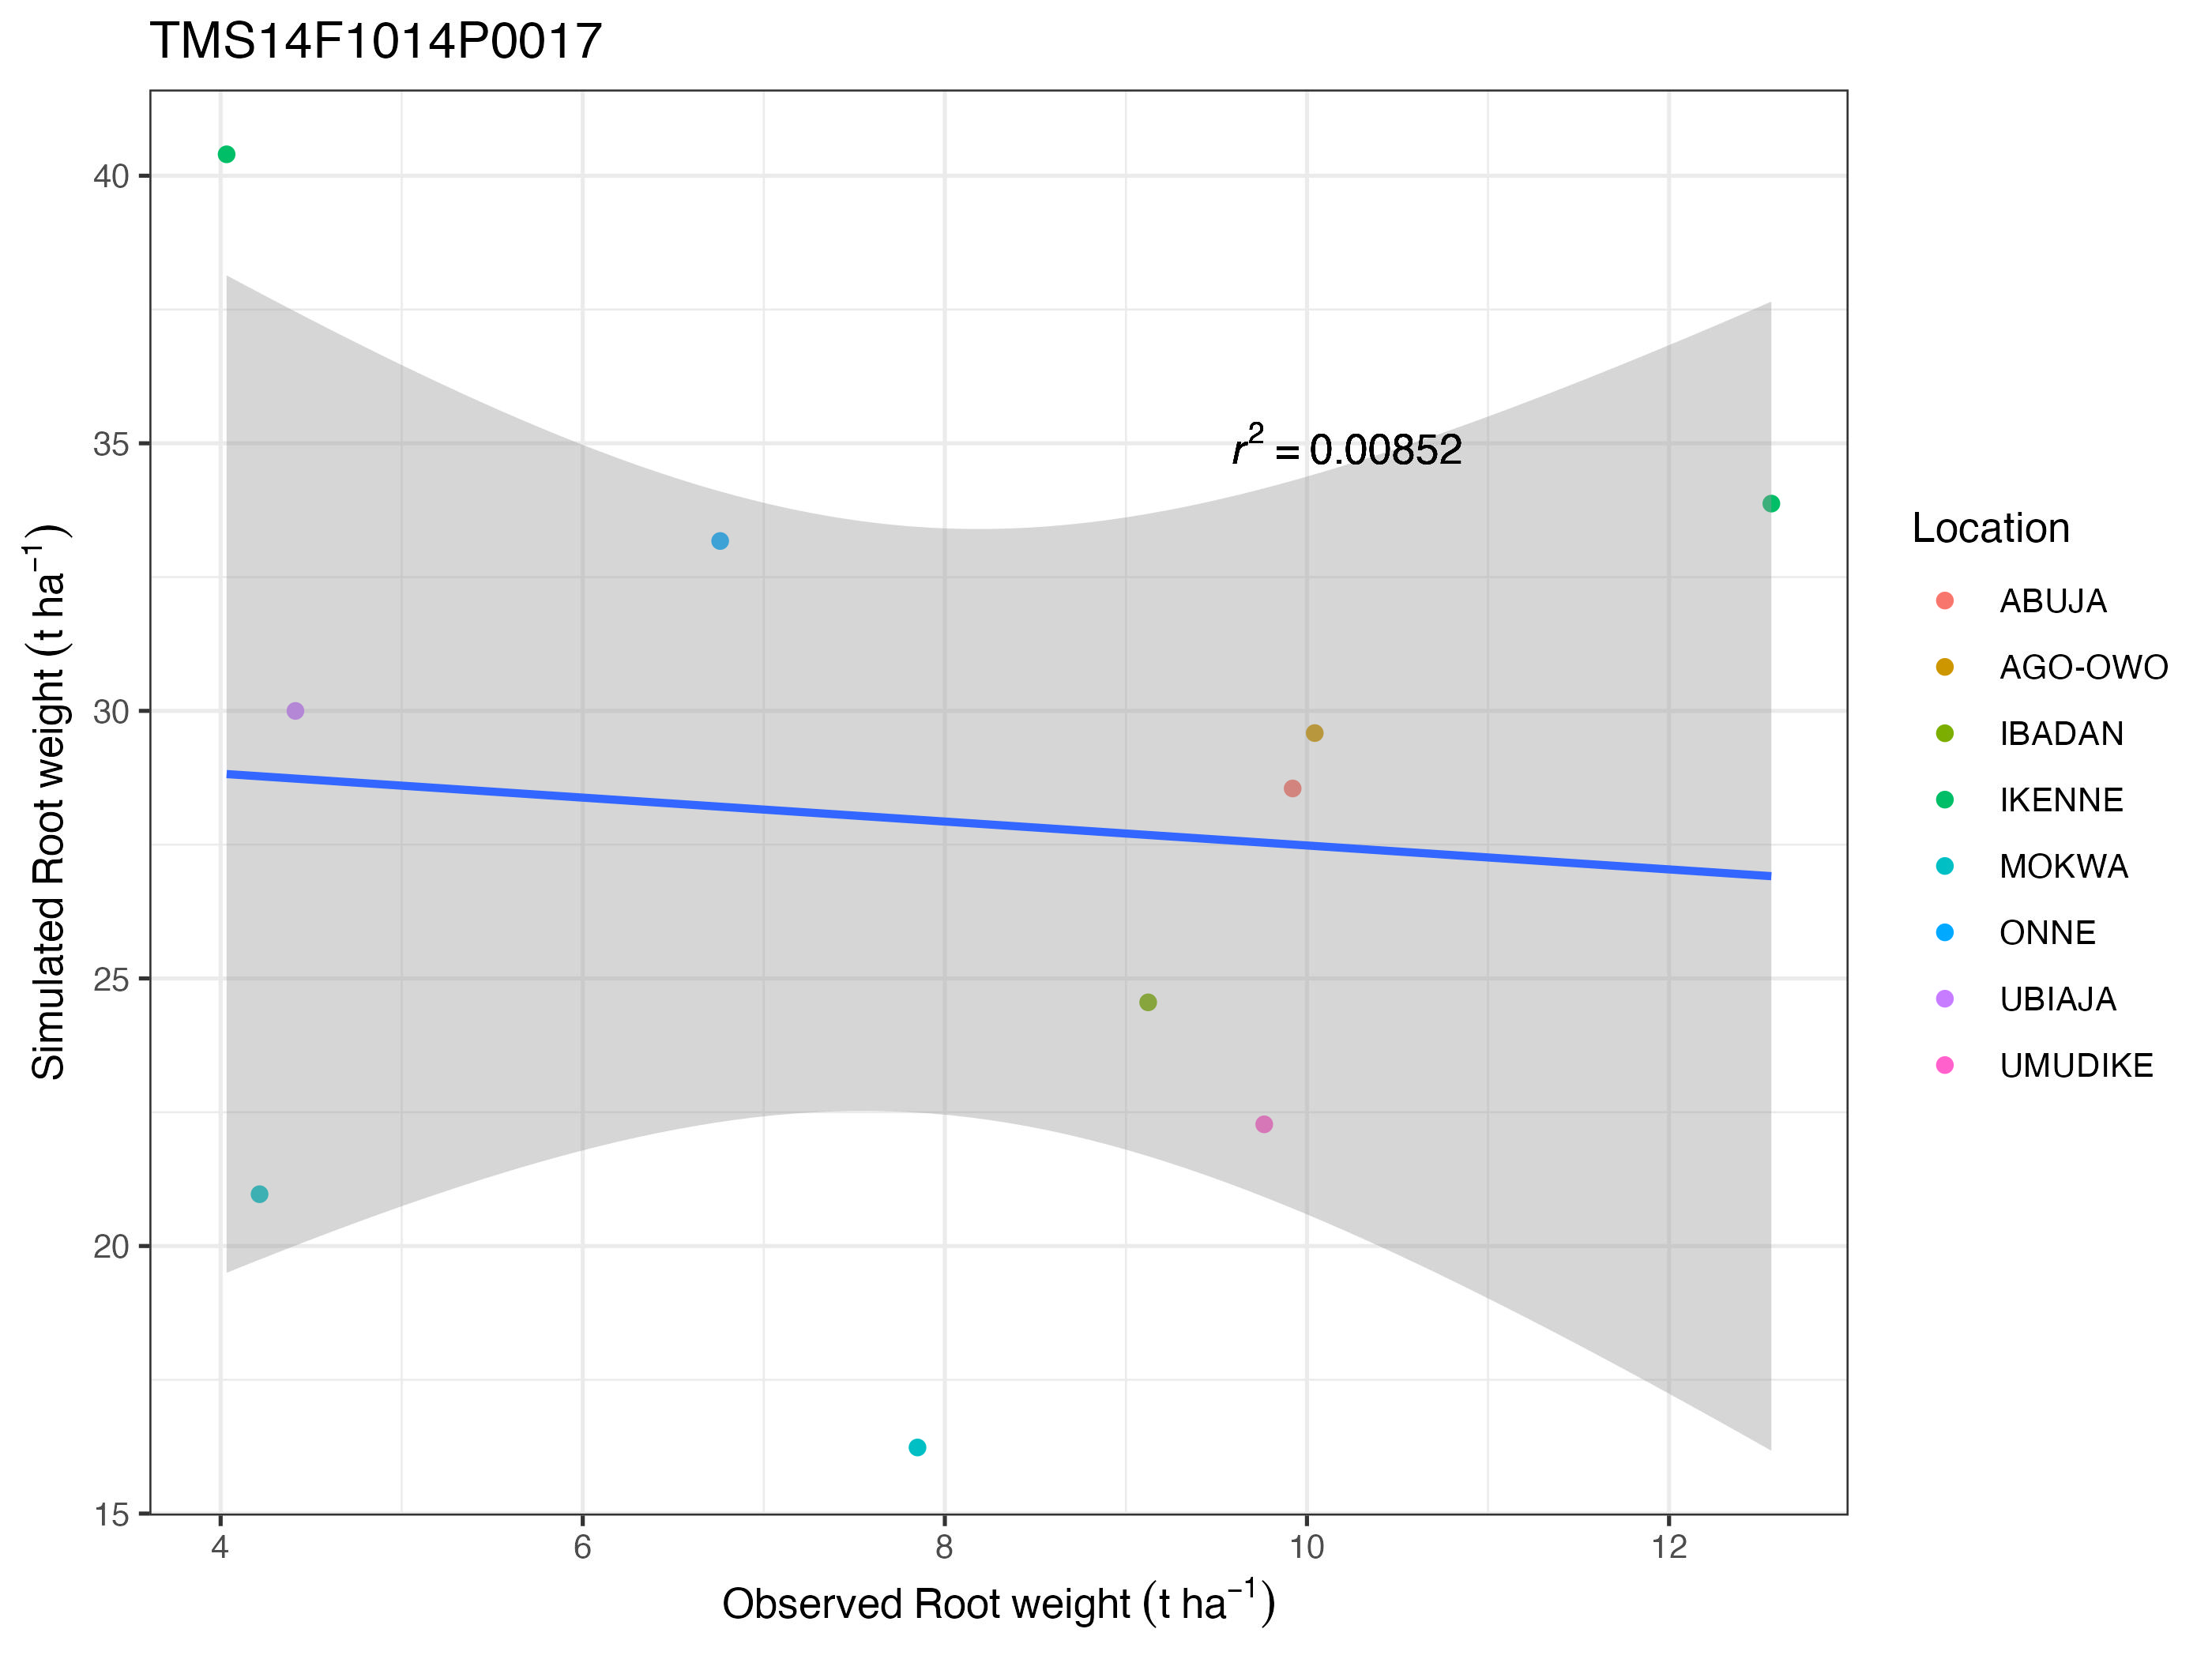 TMS14F1014P0017
40
35
30
25
20
15
4 6 8 10 12
Simulated Root weight (t ha⁻¹)
Observed Root weight (t ha⁻¹)
r² = 0.00852
Location
ABUJA
AGO-OWO
IBADAN
IKENNE
MOKWA
ONNE
UBIAJA
UMUDIKE